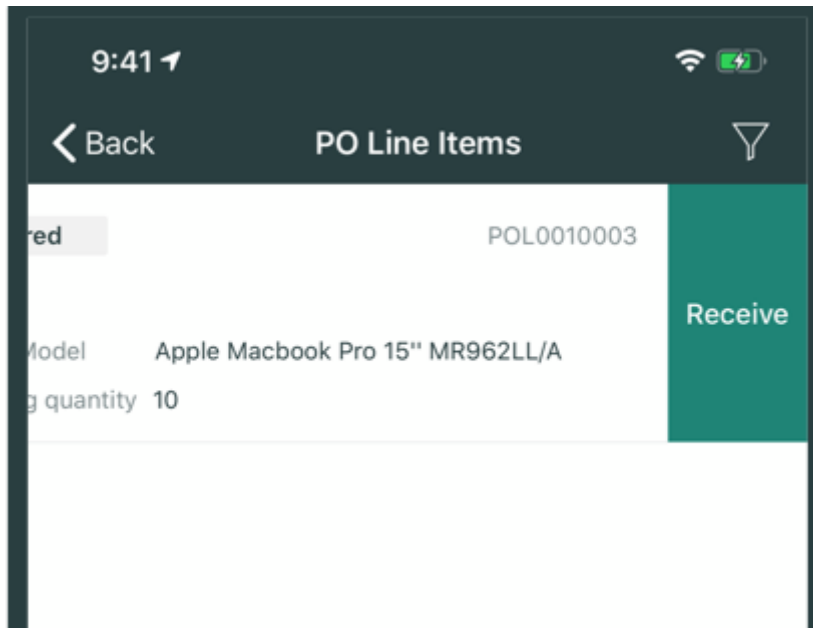 9:41
Back PO Line Items
red POL0010003
Receive
Model Apple Macbook Pro 15'' MR962LL/A
g quantity 10